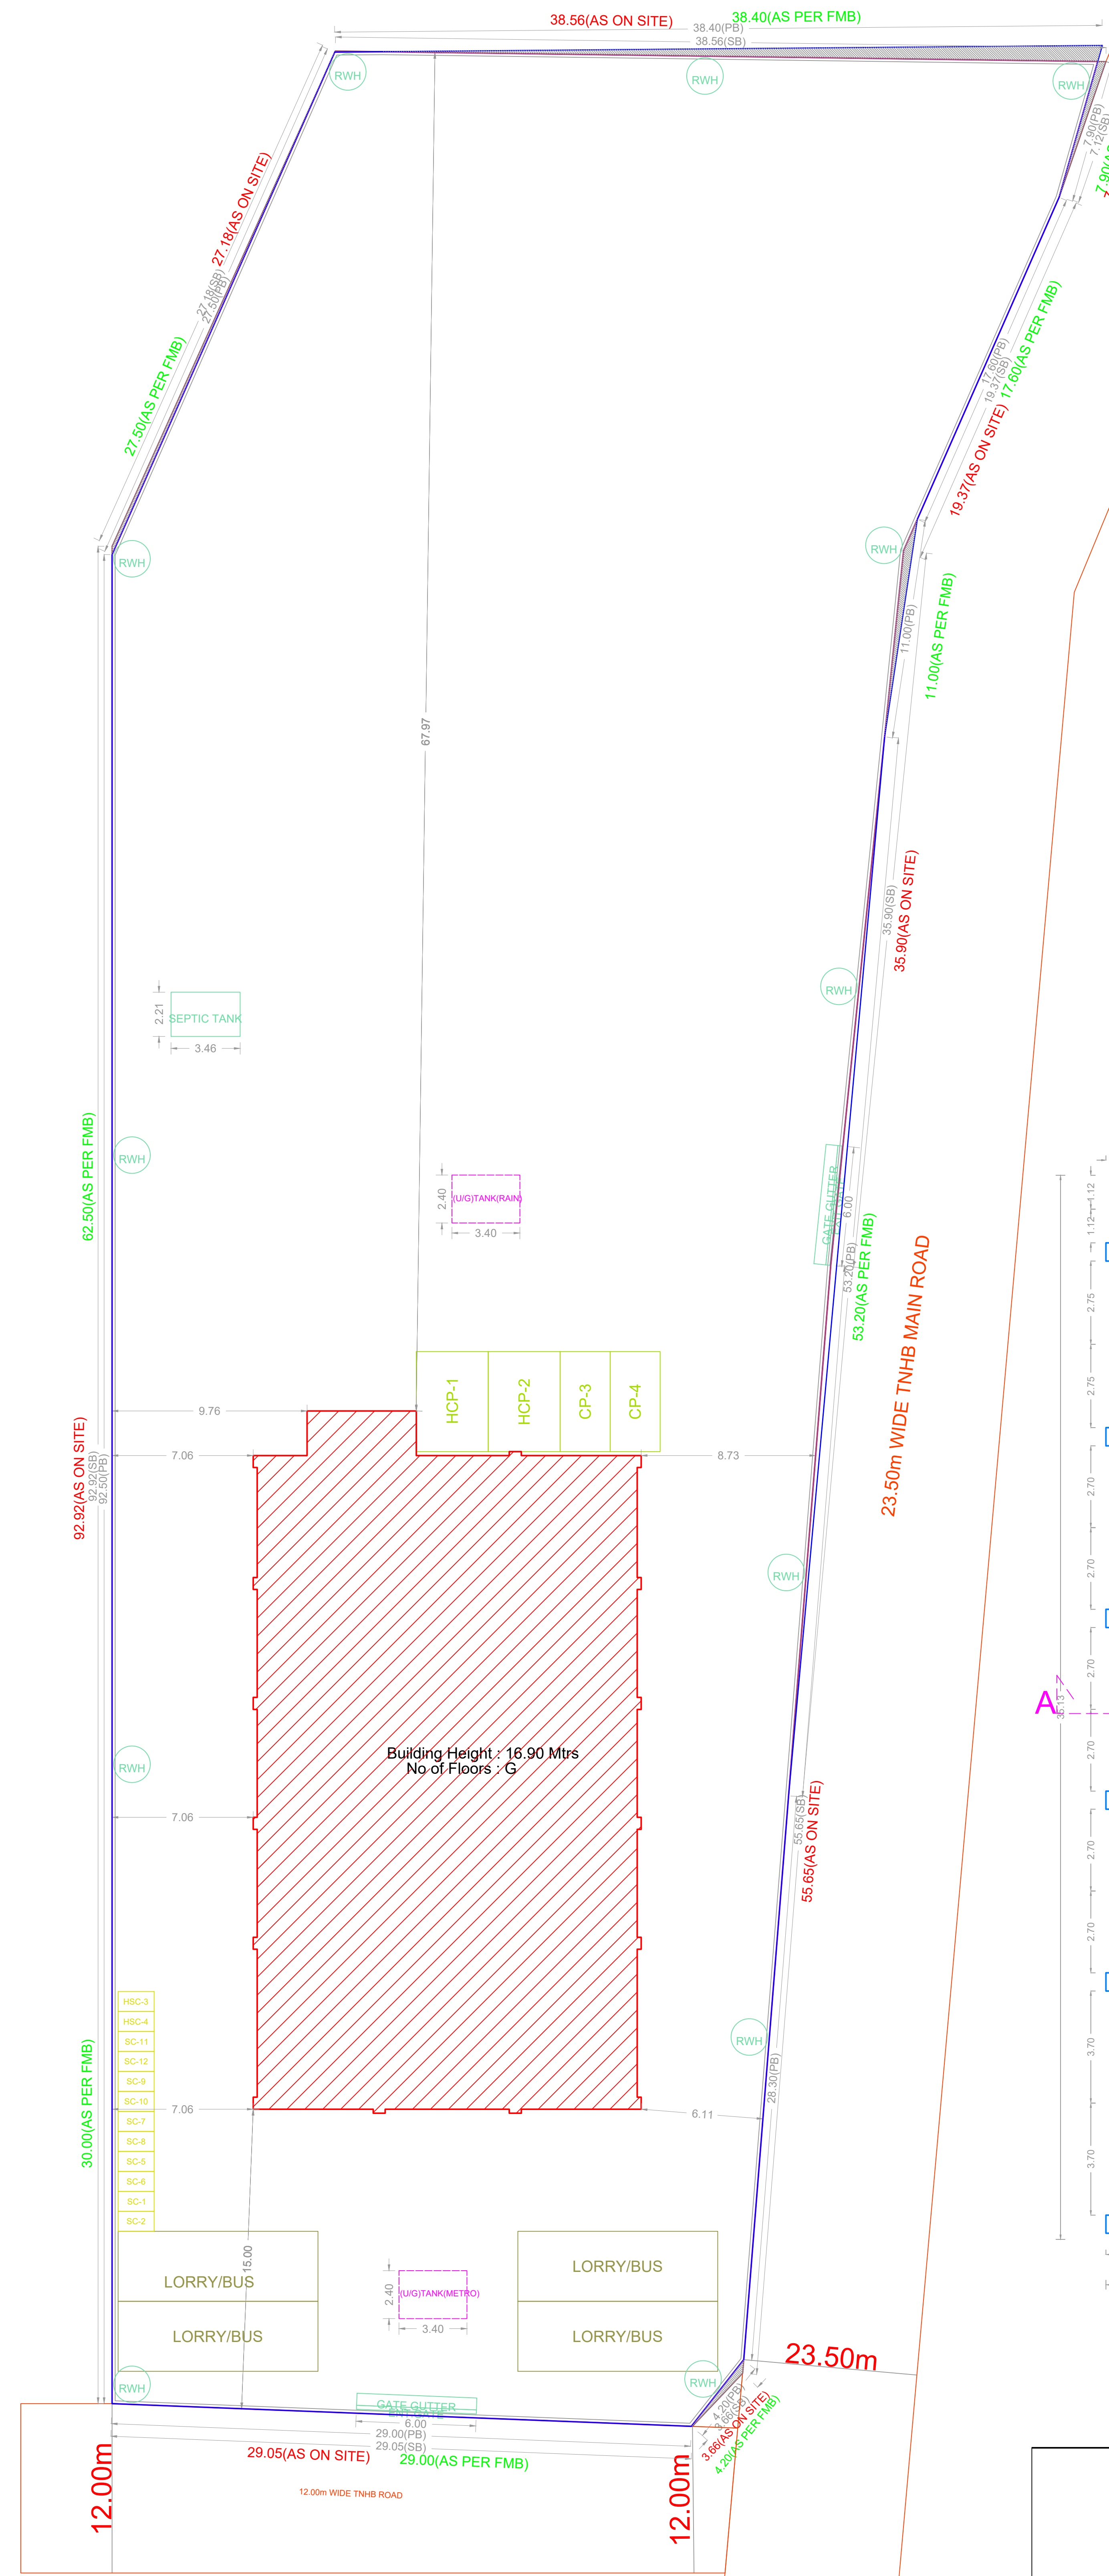 38.56(AS ON SITE)
38.40(AS PER FMB)
38.40(PB)
38.56(SB)
RWH
RWH
RWH
7.90(PB)
7.12(SB)
27.18(AS ON SITE)
27.18(SB)
27.50(PB)
27.50(AS PER FMB)
17.60(PB)
19.37(SB)
17.60(AS PER FMB)
19.37(AS ON SITE)
RWH
RWH
11.00(PB)
11.00(AS PER FMB)
67.97
35.90(SB)
35.90(AS ON SITE)
RWH
2.21
SEPTIC TANK
3.46
62.50(AS PER FMB)
RWH
2.40
(U/G)TANK(RAIN)
3.40
GATE GUTTER
6.00
53.20(PB)
53.20(AS PER FMB)
23.50m WIDE TNHB MAIN ROAD
1.12
1.12
2.75
2.75
2.70
2.70
2.70
2.70
2.70
2.70
3.70
3.70
35.13
A
HCP-1
HCP-2
CP-3
CP-4
9.76
7.06
8.73
92.92(AS ON SITE)
92.92(SB)
92.50(PB)
RWH
Building Height : 16.90 Mtrs
No of Floors : G
RWH
7.06
55.65(SB)
55.65(AS ON SITE)
HSC-3
HSC-4
SC-11
SC-12
SC-9
SC-10
SC-7
SC-8
SC-5
SC-6
SC-1
SC-2
30.00(AS PER FMB)
7.06
6.11
RWH
28.30(PB)
15.00
LORRY/BUS
LORRY/BUS
LORRY/BUS
LORRY/BUS
2.40
(U/G)TANK(METRO)
3.40
23.50m
RWH
RWH
GATE GUTTER
ENT.GATE
6.00
4.20(PB)
3.66(SB)
3.66(AS ON SITE)
4.20(AS PER FMB)
29.00(PB)
29.05(SB)
29.05(AS ON SITE)
29.00(AS PER FMB)
12.00m
12.00m
12.00m WIDE TNHB ROAD